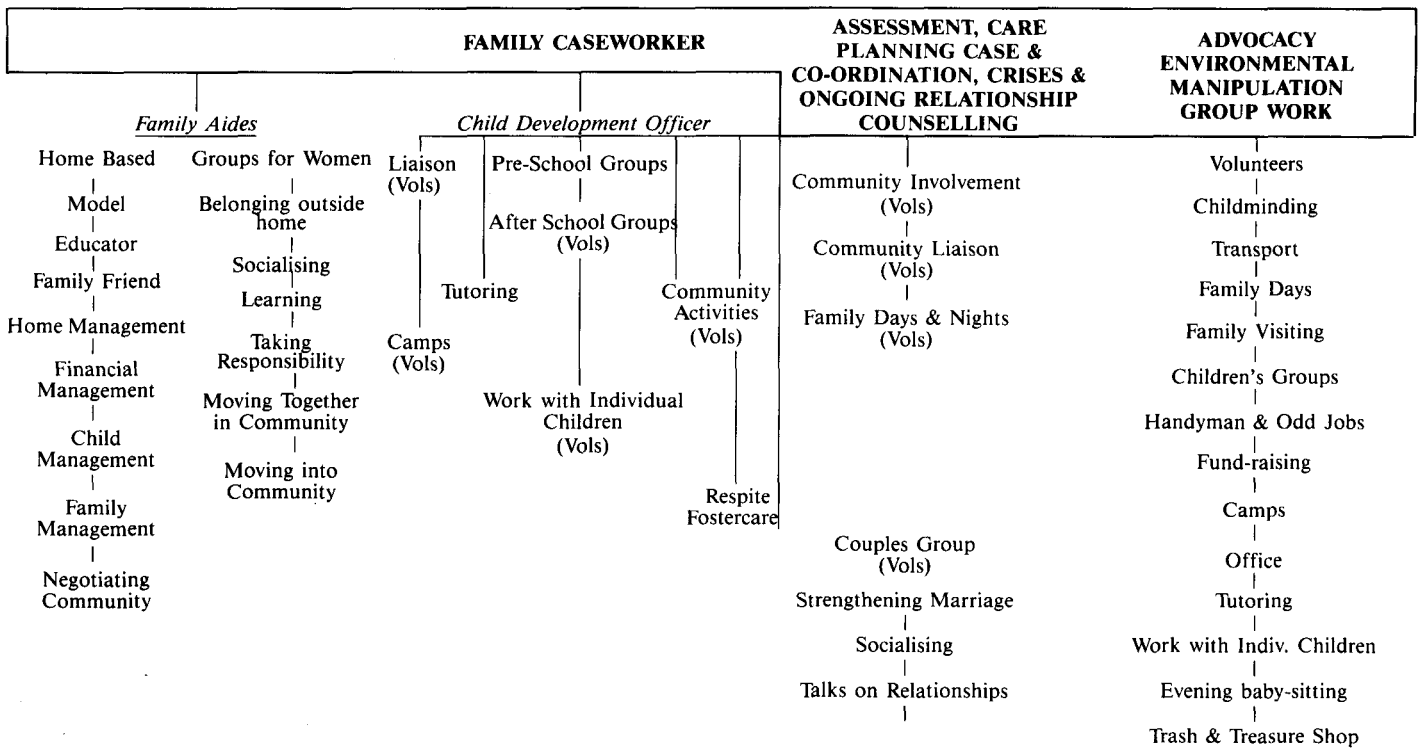 FAMILY CASEWORKER
ASSESSMENT, CARE
PLANNING CASE &
CO-ORDINATION, CRISES &
ONGOING RELATIONSHIP
COUNSELLING
ADVOCACY
ENVIRONMENTAL
MANIPULATION
GROUP WORK
Family Aides
Home Based
Model
Educator
Family Friend
Home Management
Financial
Management
Child
Management
Family
Management
Negotiating
Community
Groups for Women
Belonging outside
home
Socialising
Learning
Taking
Responsibility
Moving Together
in Community
Moving into
Community
Child Development Officer
Liaison
(Vols)
Camps
(Vols)
Tutoring
Pre-School Groups
After School Groups
(Vols)
Work with Individual
Children
(Vols)
Community
Activities
(Vols)
Respite
Fostercare
Community Involvement
(Vols)
Community Liaison
(Vols)
Family Days & Nights
(Vols)
Couples Group
(Vols)
Strengthening Marriage
Socialising
Talks on Relationships
Volunteers
Childminding
Transport
Family Days
Family Visiting
Children's Groups
Handyman & Odd Jobs
Fund-raising
Camps
Office
Tutoring
Work with Indiv. Children
Evening baby-sitting
Trash & Treasure Shop